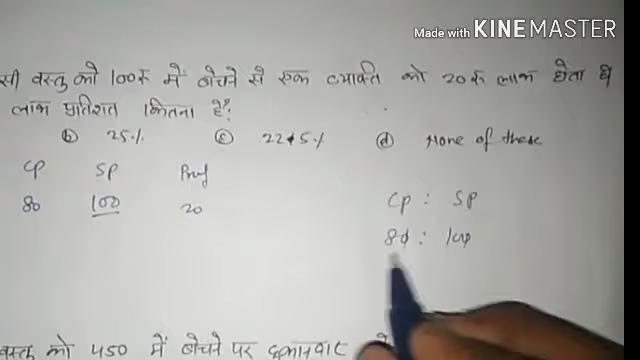 Made with KINEMASTER
सी वस्तु को 100रु में बेचने से एक व्यक्ति को 20रु लाभ होता है
लाभ प्रतिशत कितना है?
(b) 25% (c) 22.5% (d) None of these
CP SP Prof
80 100 20
CP : SP
80 : 100
वस्तु को 450 में बेचने पर दुकानदार